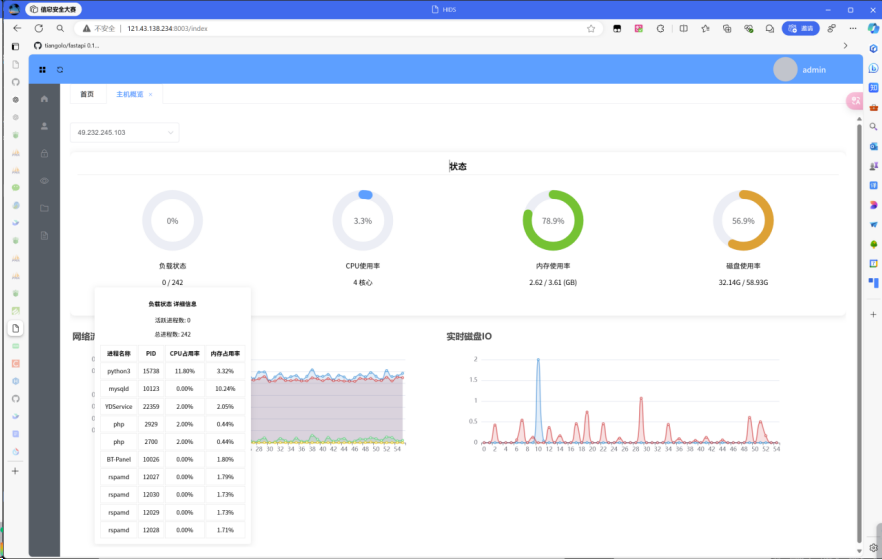 信息安全大赛
HIDS
不安全 | 121.43.138.234:8003/index
邀请
tiangolo/fastapi 0.1...
admin
首页 主机概览 ×
49.232.245.103
状态
0% 3.3% 78.9% 56.9%
负载状态 CPU使用率 内存使用率 磁盘使用率
0 / 242 4 核心 2.62 / 3.61 (GB) 32.14G / 58.93G
负载状态 详细信息
活跃进程数: 0
总进程数: 242
进程名称 PID CPU占用率 内存占用率
python3 15738 11.80% 3.32%
mysqld 10123 0.00% 10.24%
YDService 22359 2.00% 2.05%
php 2929 2.00% 0.44%
php 2700 2.00% 0.44%
BT-Panel 10026 0.00% 1.80%
rspamd 12027 0.00% 1.79%
rspamd 12030 0.00% 1.73%
rspamd 12029 0.00% 1.73%
rspamd 12028 0.00% 1.71%
网络流
28 30 32 34 36 38 40 42 44 46 48 50 52 54
实时磁盘IO
2
1.5
1
0.5
0
0 2 4 6 8 10 12 14 16 18 20 22 24 26 28 30 32 34 36 38 40 42 44 46 48 50 52 54